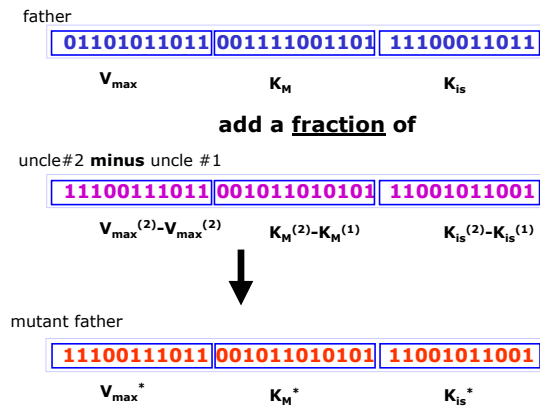 father
01101011011 001111001101 11100011011
Vmax KM Kis
add a fraction of
uncle#2 minus uncle #1
11100111011 001011010101 11001011001
Vmax(2)-Vmax(2) KM(2)-KM(1) Kis(2)-Kis(1)
mutant father
11100111011 001011010101 11001011001
Vmax* KM* Kis*